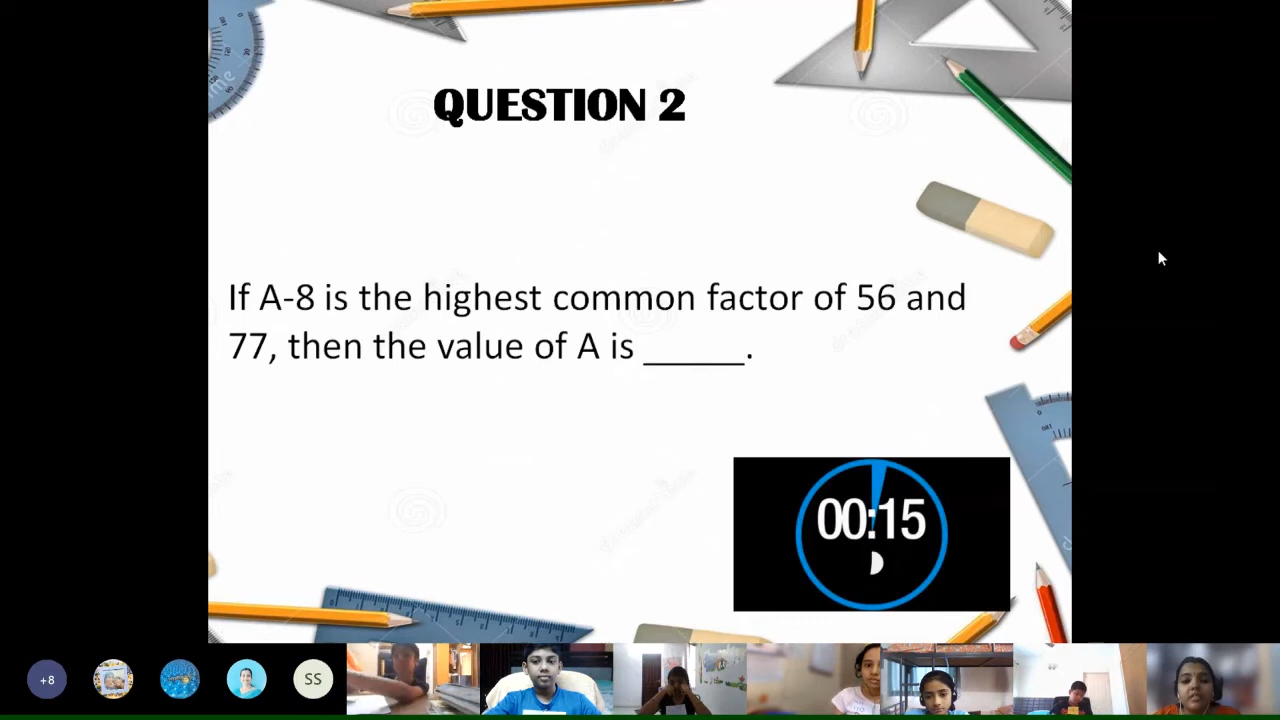 QUESTION 2
If A-8 is the highest common factor of 56 and
77, then the value of A is ______.
00:15
+8
SS